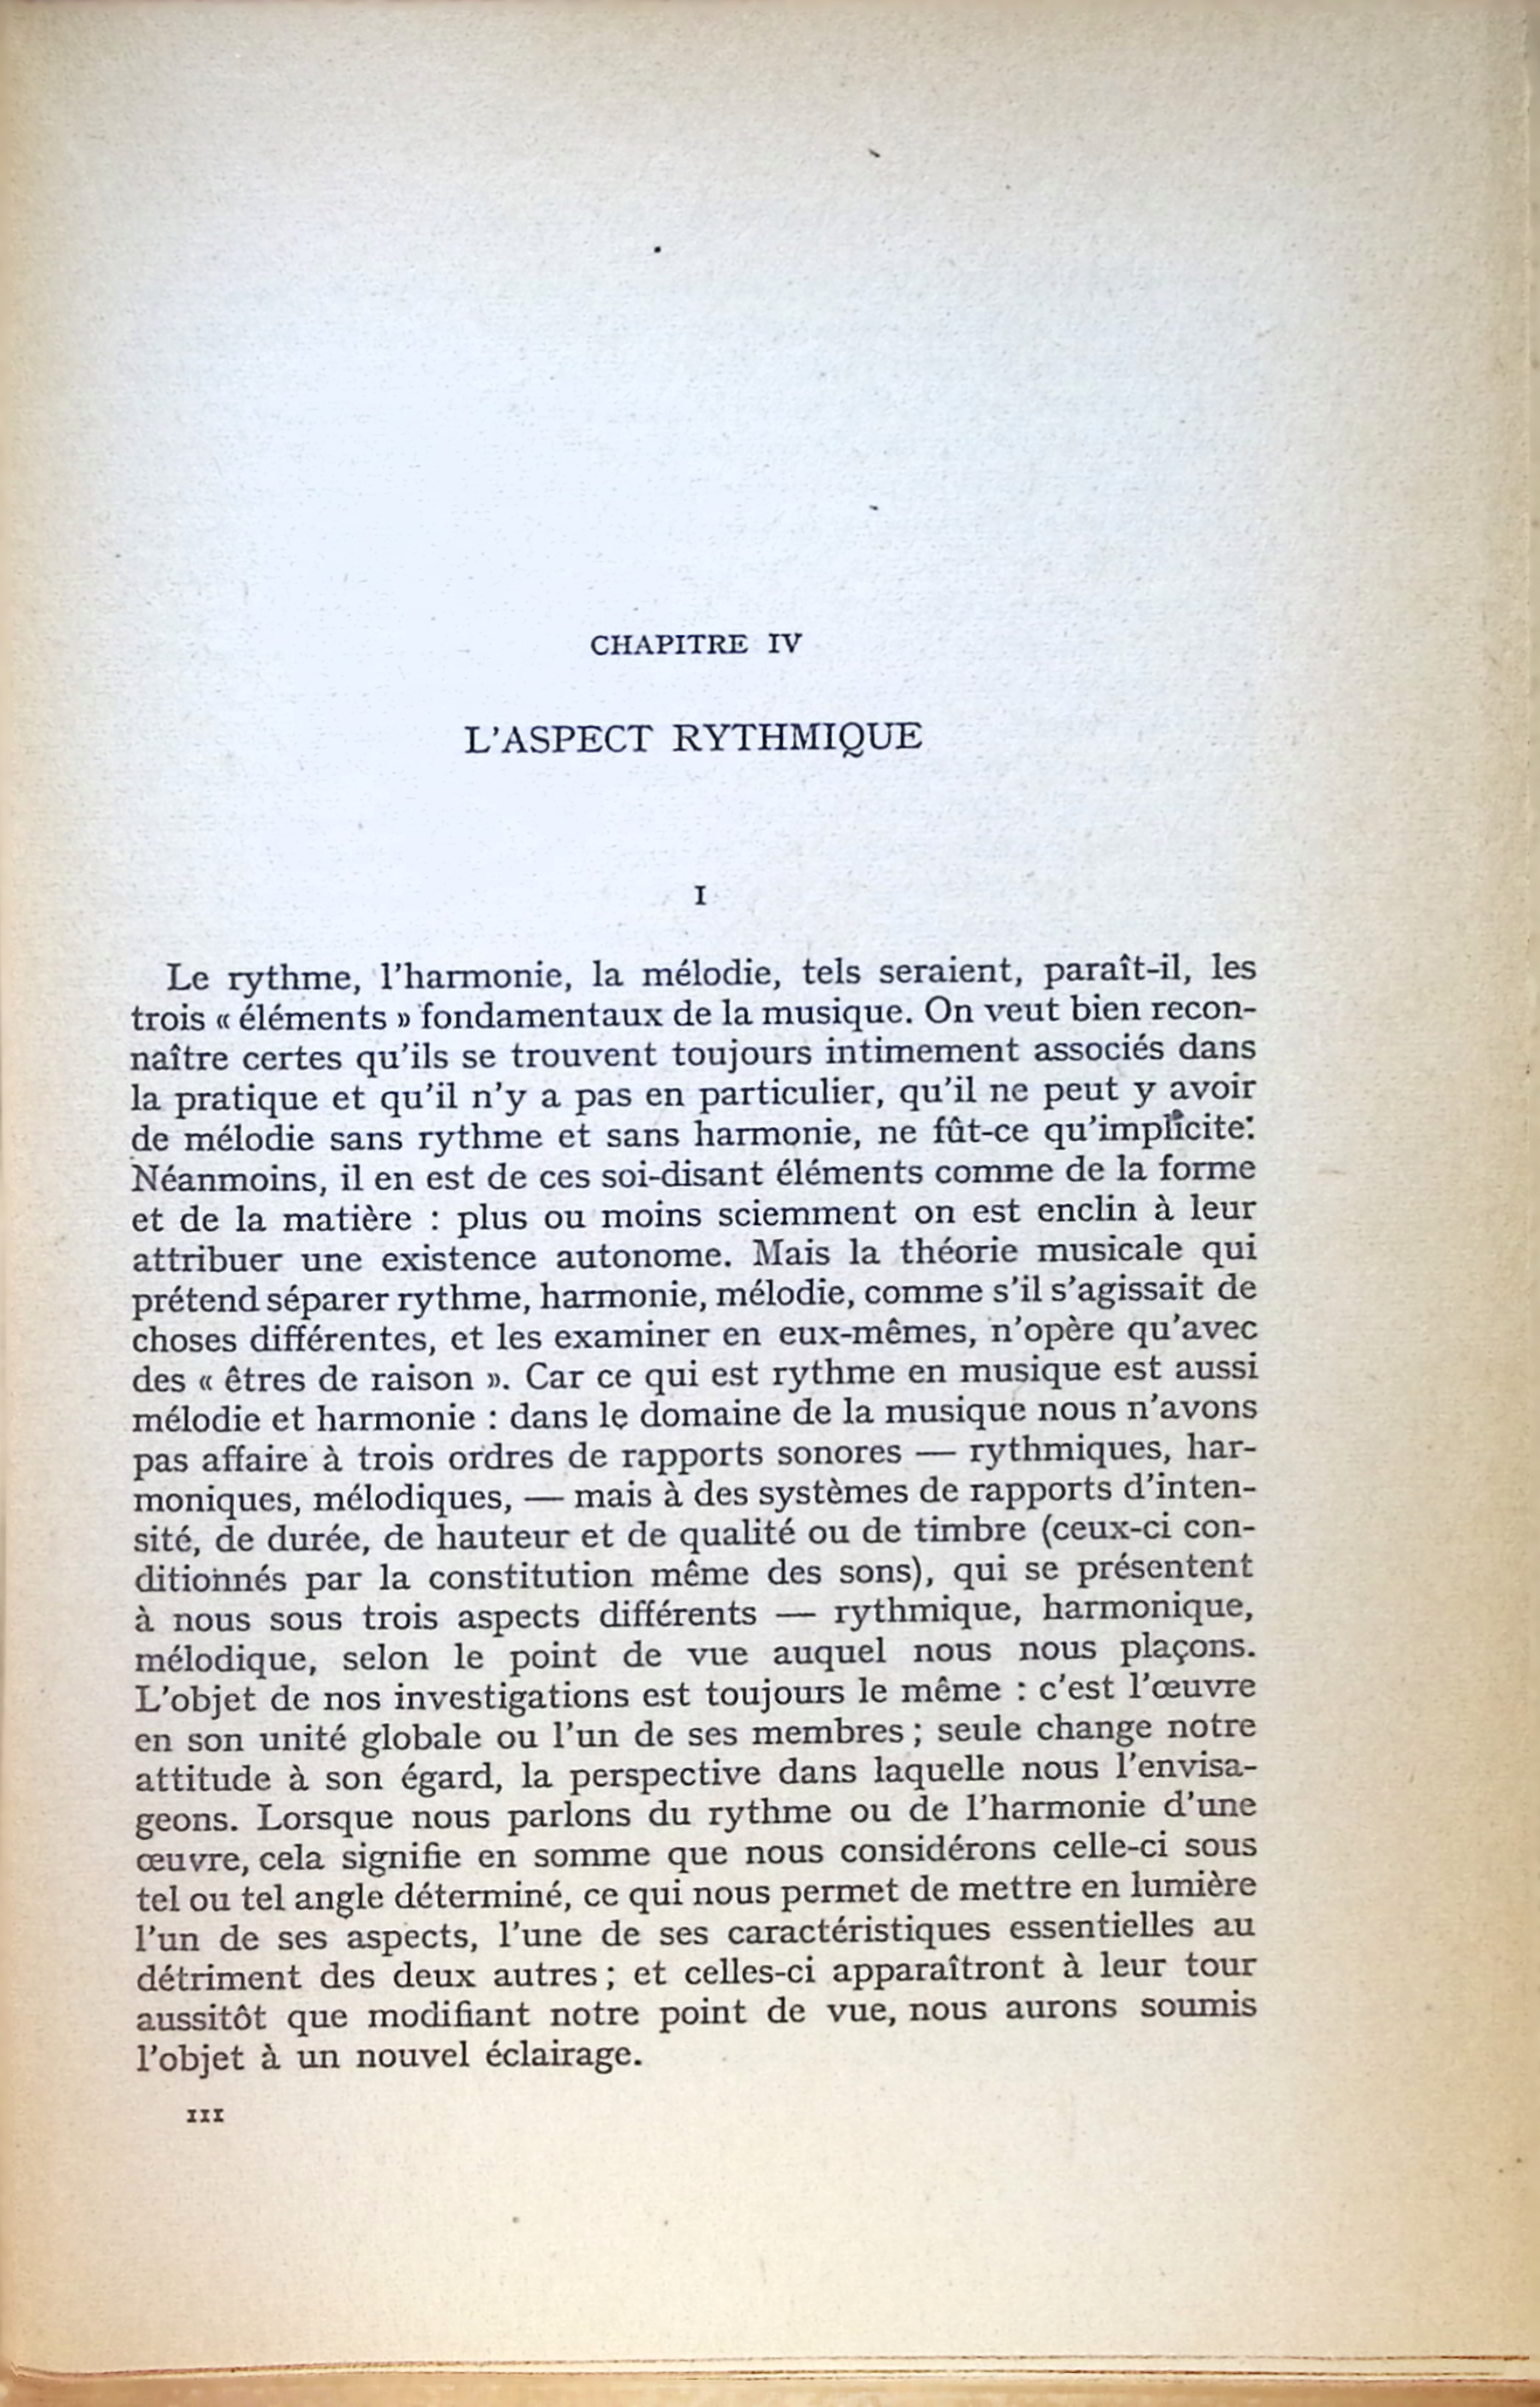 CHAPITRE IV
L'ASPECT RYTHMIQUE
I
Le rythme, l'harmonie, la mélodie, tels seraient, paraît-il, les
trois « éléments » fondamentaux de la musique. On veut bien recon-
naître certes qu'ils se trouvent toujours intimement associés dans
la pratique et qu'il n'y a pas en particulier, qu'il ne peut y avoir
de mélodie sans rythme et sans harmonie, ne fût-ce qu'implicite.
Néanmoins, il en est de ces soi-disant éléments comme de la forme
et de la matière : plus ou moins sciemment on est enclin à leur
attribuer une existence autonome. Mais la théorie musicale qui
prétend séparer rythme, harmonie, mélodie, comme s'il s'agissait de
choses différentes, et les examiner en eux-mêmes, n'opère qu'avec
des « êtres de raison ». Car ce qui est rythme en musique est aussi
mélodie et harmonie : dans le domaine de la musique nous n'avons
pas affaire à trois ordres de rapports sonores — rythmiques, har-
moniques, mélodiques, — mais à des systèmes de rapports d'inten-
sité, de durée, de hauteur et de qualité ou de timbre (ceux-ci con-
ditionnés par la constitution même des sons), qui se présentent
à nous sous trois aspects différents — rythmique, harmonique,
mélodique, selon le point de vue auquel nous nous plaçons.
L'objet de nos investigations est toujours le même : c'est l'œuvre
en son unité globale ou l'un de ses membres ; seule change notre
attitude à son égard, la perspective dans laquelle nous l'envisa-
geons. Lorsque nous parlons du rythme ou de l'harmonie d'une
œuvre, cela signifie en somme que nous considérons celle-ci sous
tel ou tel angle déterminé, ce qui nous permet de mettre en lumière
l'un de ses aspects, l'une de ses caractéristiques essentielles au
détriment des deux autres ; et celles-ci apparaîtront à leur tour
aussitôt que modifiant notre point de vue, nous aurons soumis
l'objet à un nouvel éclairage.
III